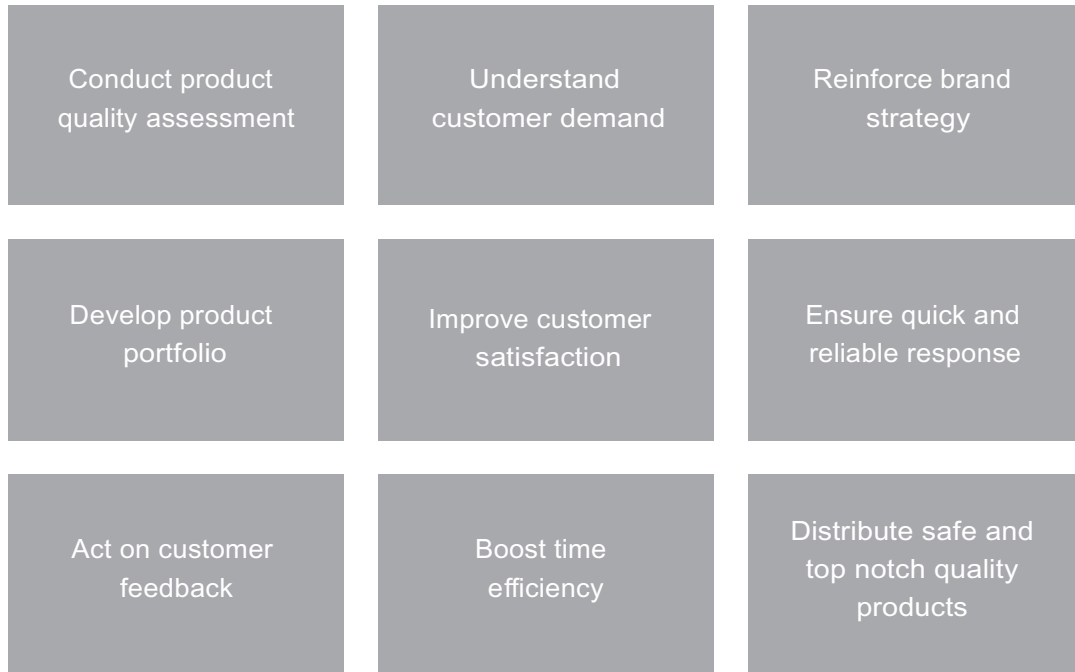 Conduct product
quality assessment
Understand
customer demand
Reinforce brand
strategy
Develop product
portfolio
Improve customer
satisfaction
Ensure quick and
reliable response
Act on customer
feedback
Boost time
efficiency
Distribute safe and
top notch quality
products